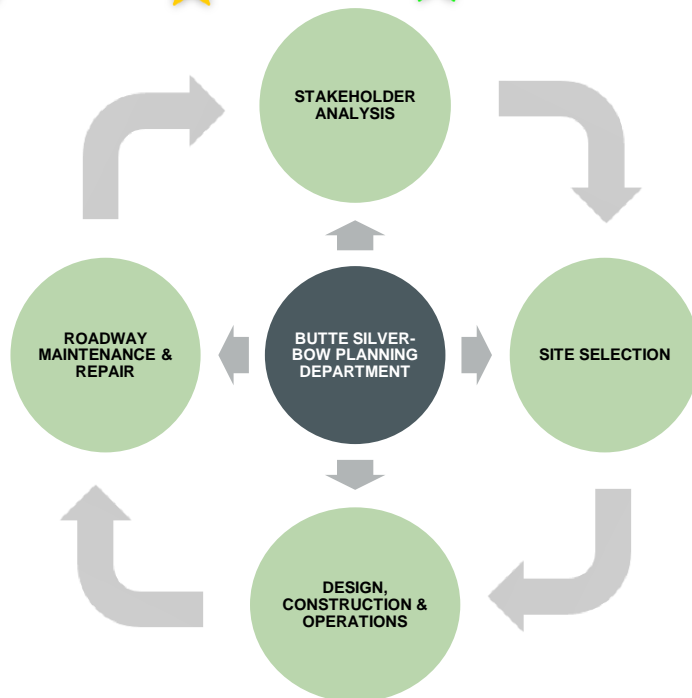 STAKEHOLDER
ANALYSIS
ROADWAY
MAINTENANCE &
REPAIR
BUTTE SILVER-
BOW PLANNING
DEPARTMENT
SITE SELECTION
DESIGN,
CONSTRUCTION &
OPERATIONS